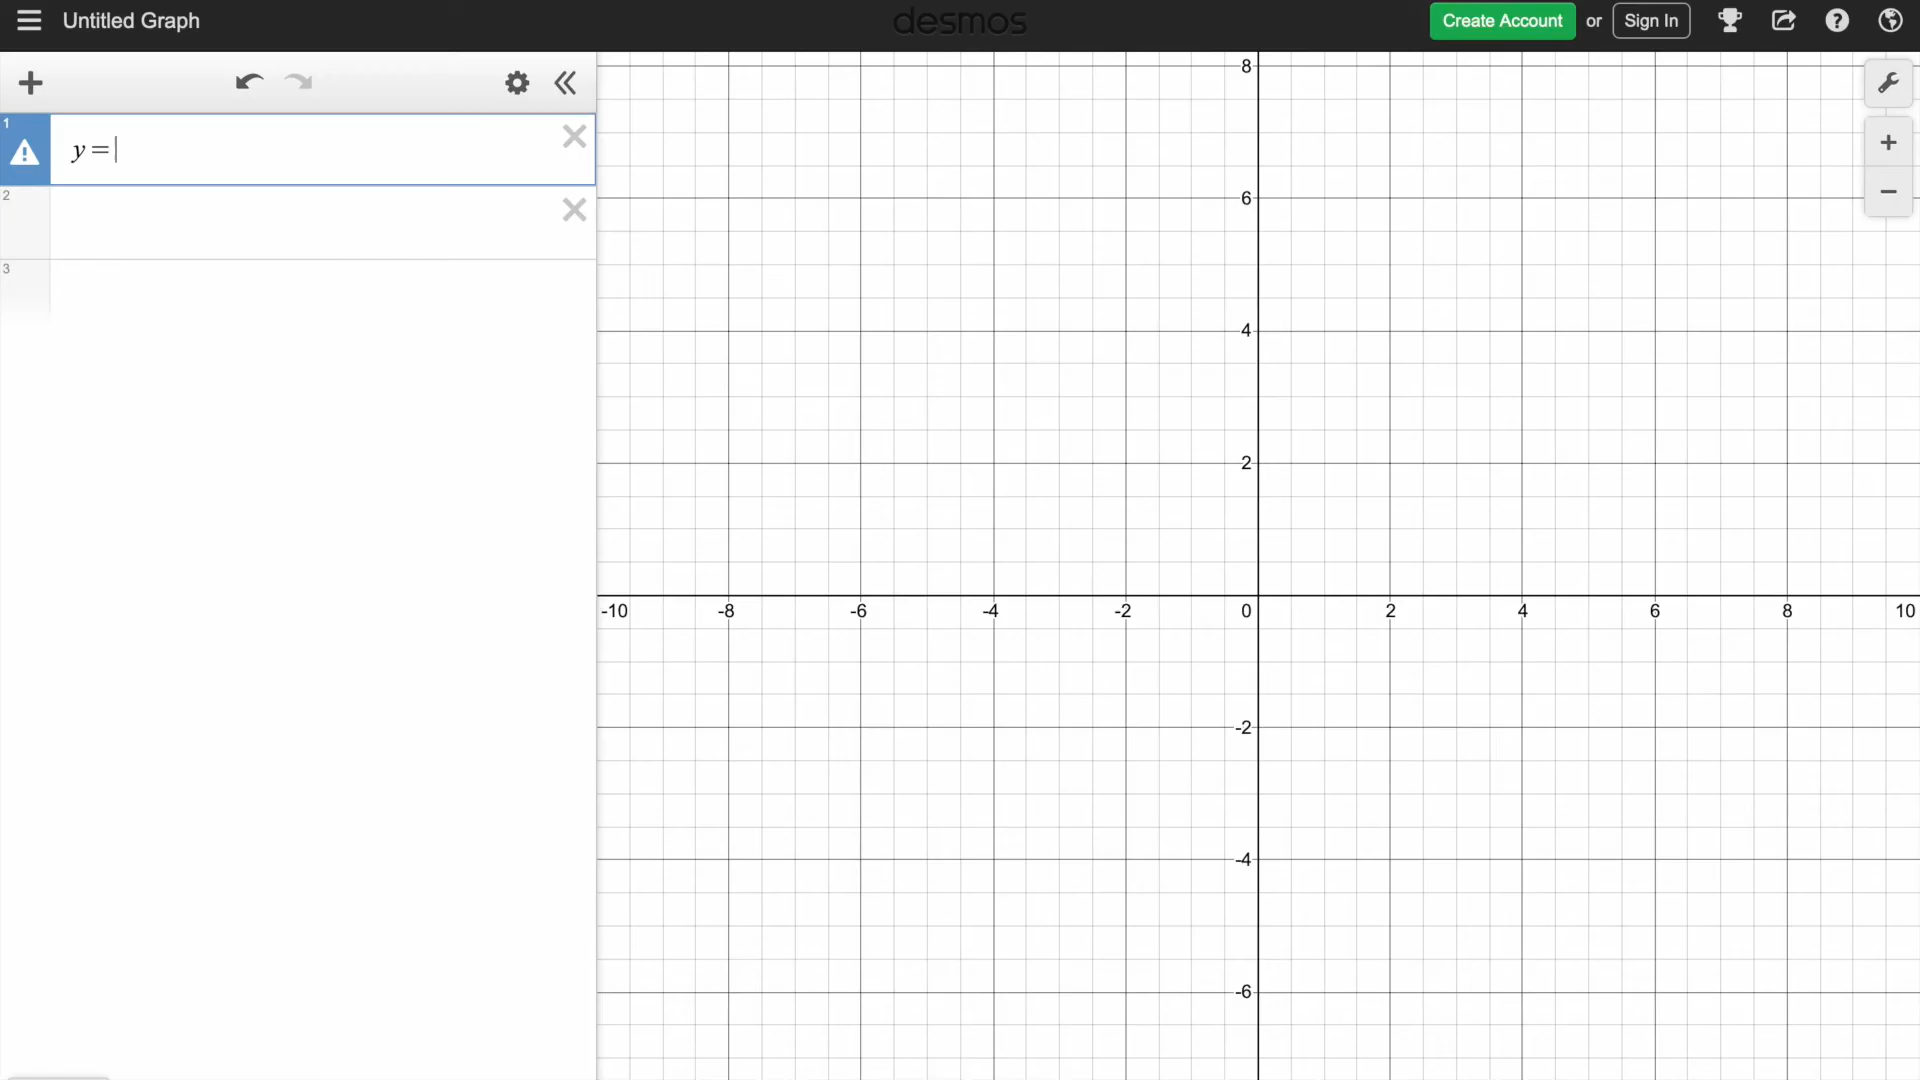 Untitled Graph
desmos
Create Account or Sign In
1
y =
2
3
8
6
4
2
-10 -8 -6 -4 -2 0 2 4 6 8 10
-2
-4
-6